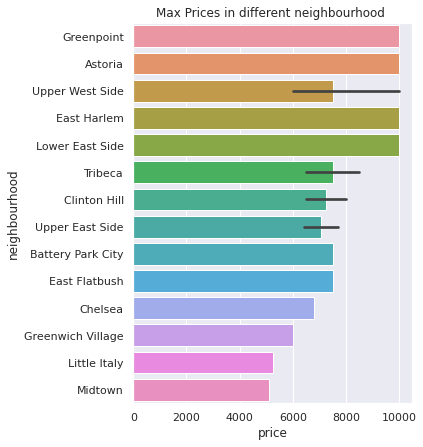 Max Prices in different neighbourhood
Greenpoint
Astoria
Upper West Side
East Harlem
Lower East Side
Tribeca
Clinton Hill
Upper East Side
Battery Park City
East Flatbush
Chelsea
Greenwich Village
Little Italy
Midtown
neighbourhood
0 2000 4000 6000 8000 10000
price